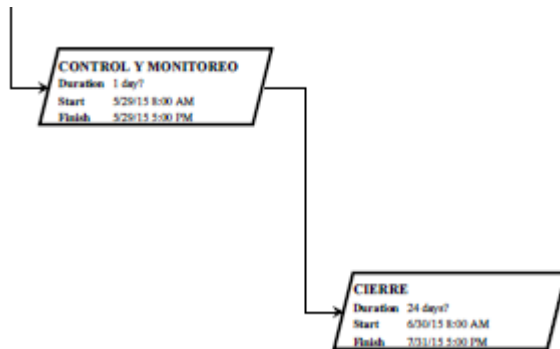 CONTROL Y MONITOREO
Duration 1 day?
Start 5/29/15 8:00 AM
Finish 5/29/15 5:00 PM
CIERRE
Duration 24 days?
Start 6/30/15 8:00 AM
Finish 7/31/15 5:00 PM